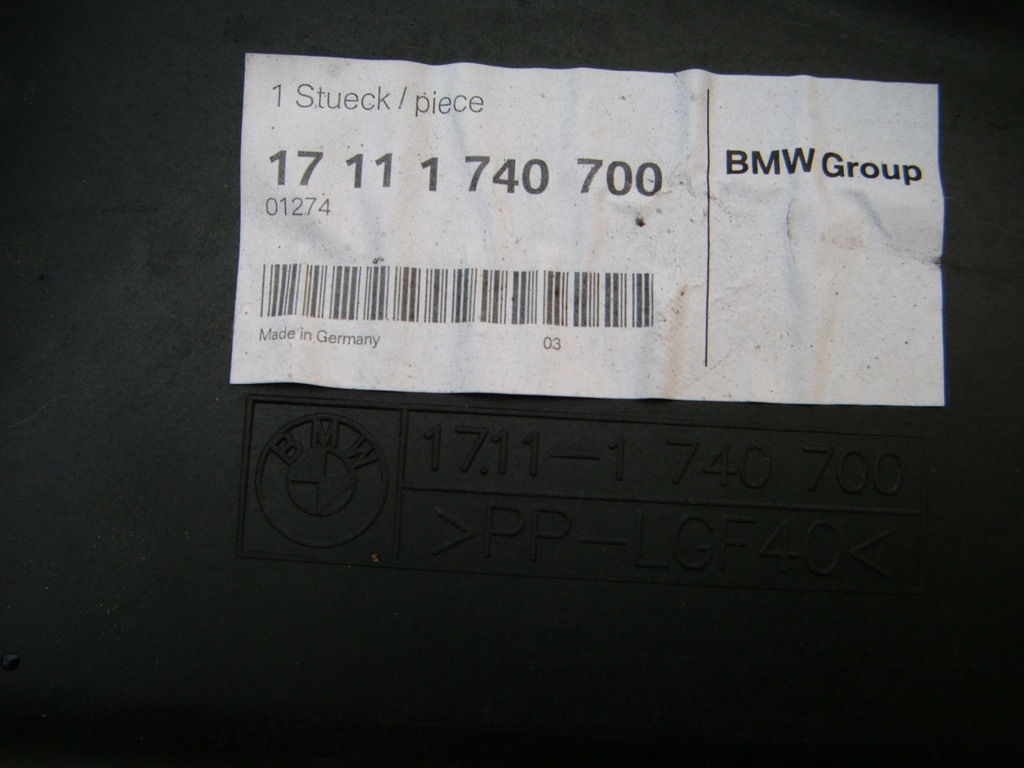 1 Stueck / piece
17 11 1 740 700
01274
BMW Group
Made in Germany 03
BMW
17.11-1 740 700
>PP-LGF40<